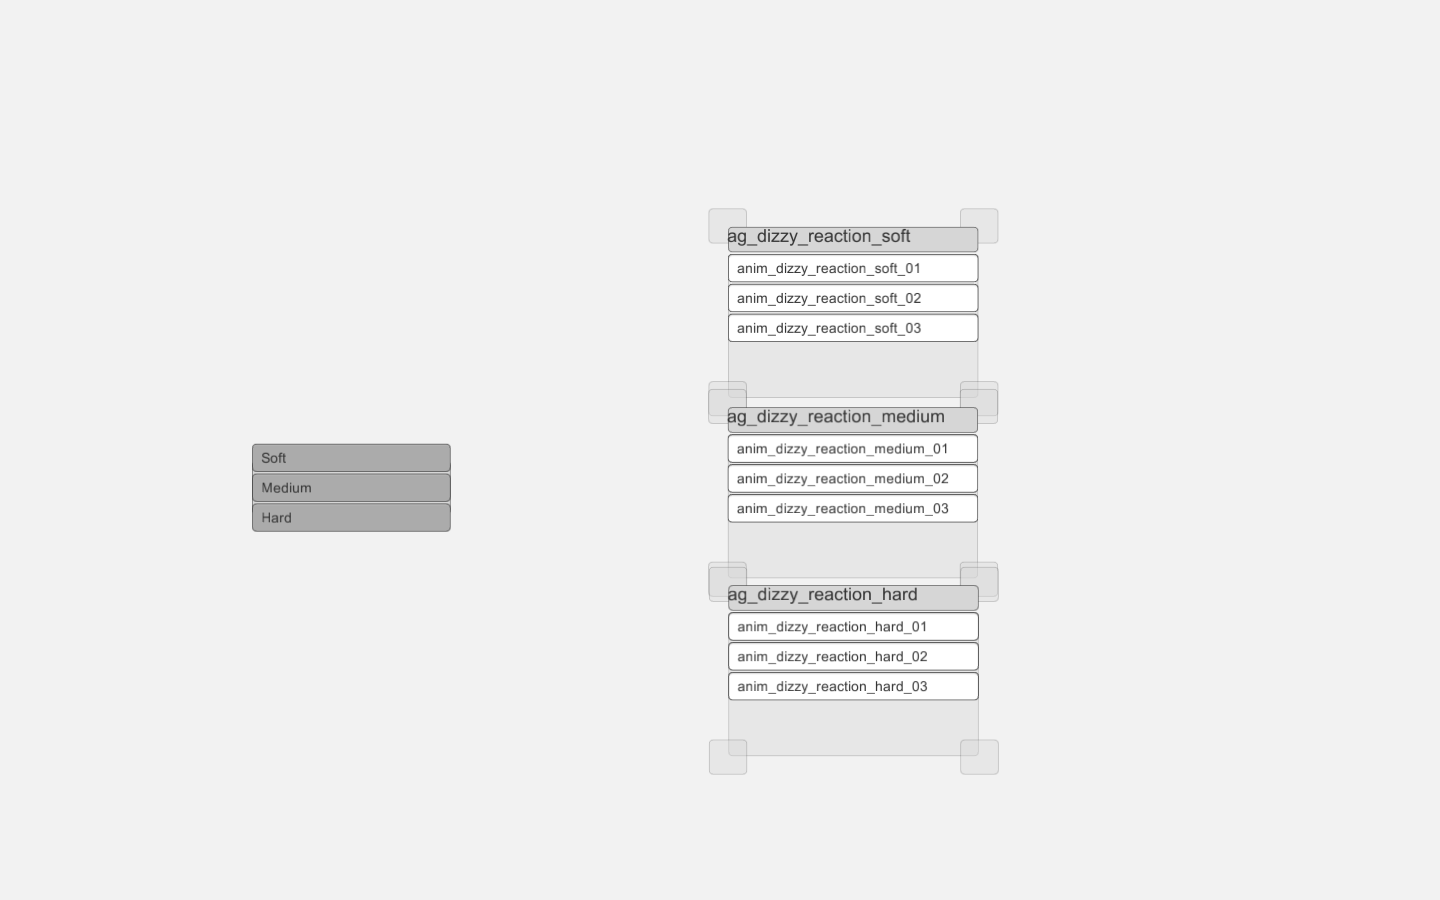 Soft
Medium
Hard
ag_dizzy_reaction_soft
anim_dizzy_reaction_soft_01
anim_dizzy_reaction_soft_02
anim_dizzy_reaction_soft_03
ag_dizzy_reaction_medium
anim_dizzy_reaction_medium_01
anim_dizzy_reaction_medium_02
anim_dizzy_reaction_medium_03
ag_dizzy_reaction_hard
anim_dizzy_reaction_hard_01
anim_dizzy_reaction_hard_02
anim_dizzy_reaction_hard_03